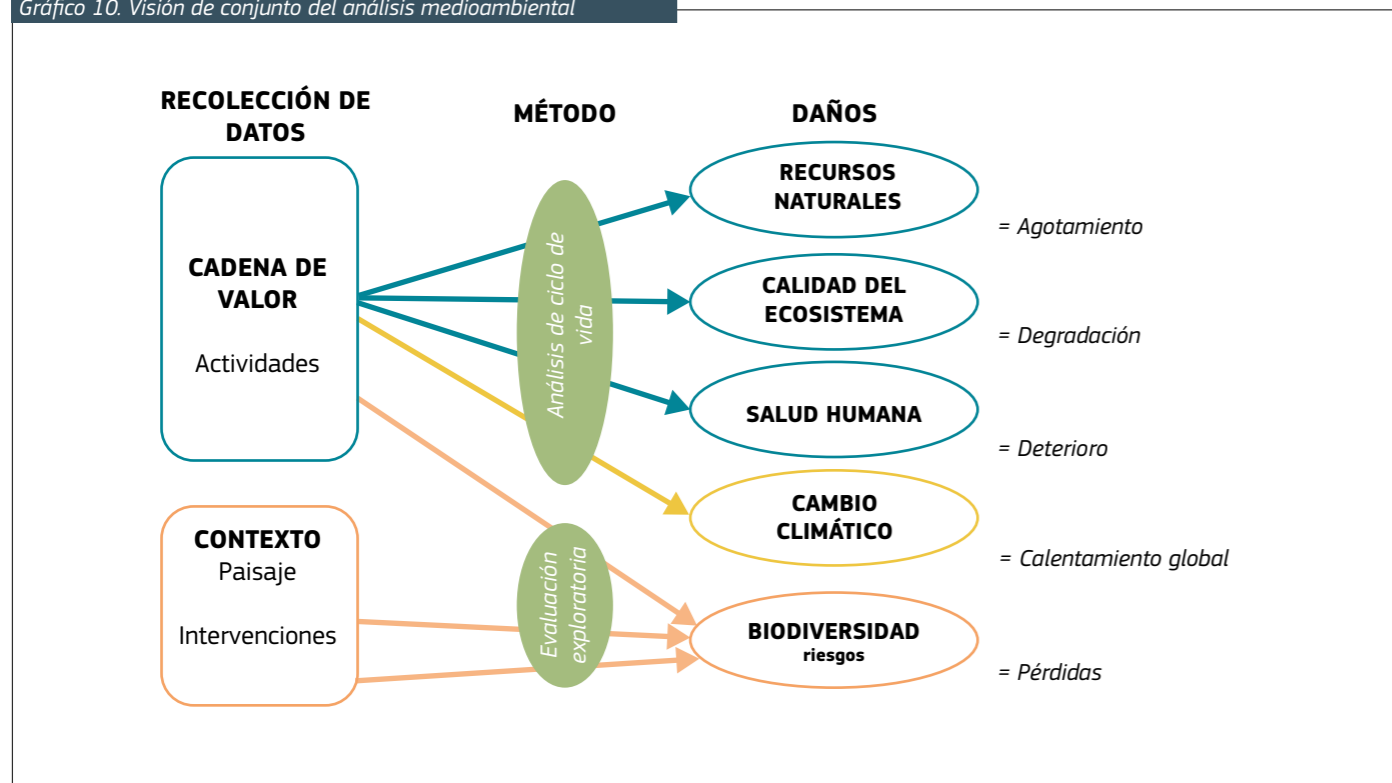 Gráfico 10. Visión de conjunto del análisis medioambiental
RECOLECCIÓN DE
DATOS
MÉTODO
DAÑOS
CADENA DE
VALOR
Actividades
CONTEXTO
Paisaje
Intervenciones
Análisis de ciclo de
vida
Evaluación
exploratoria
RECURSOS
NATURALES
= Agotamiento
CALIDAD DEL
ECOSISTEMA
= Degradación
SALUD HUMANA
= Deterioro
CAMBIO
CLIMÁTICO
= Calentamiento global
BIODIVERSIDAD
riesgos
= Pérdidas